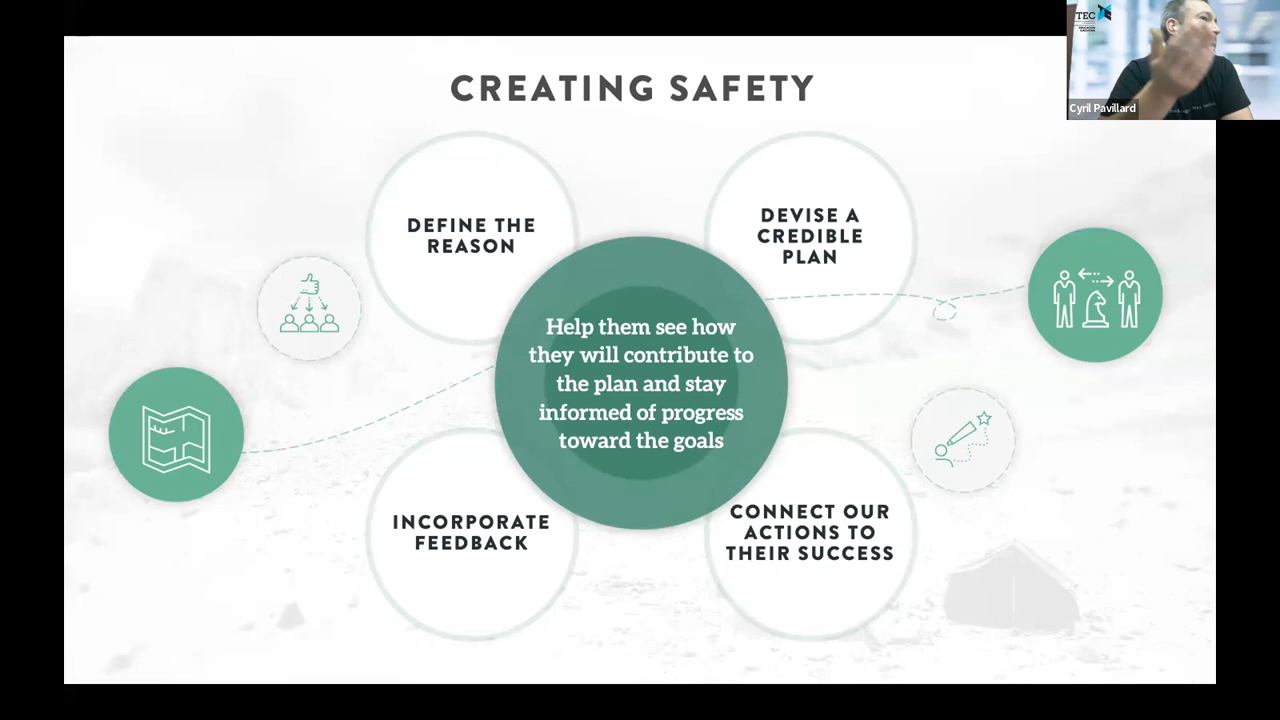 CREATING SAFETY
TEC
Cyril Pavillard
DEFINE THE
REASON
DEVISE A
CREDIBLE
PLAN
Help them see how
they will contribute to
the plan and stay
informed of progress
toward the goals
INCORPORATE
FEEDBACK
CONNECT OUR
ACTIONS TO
THEIR SUCCESS